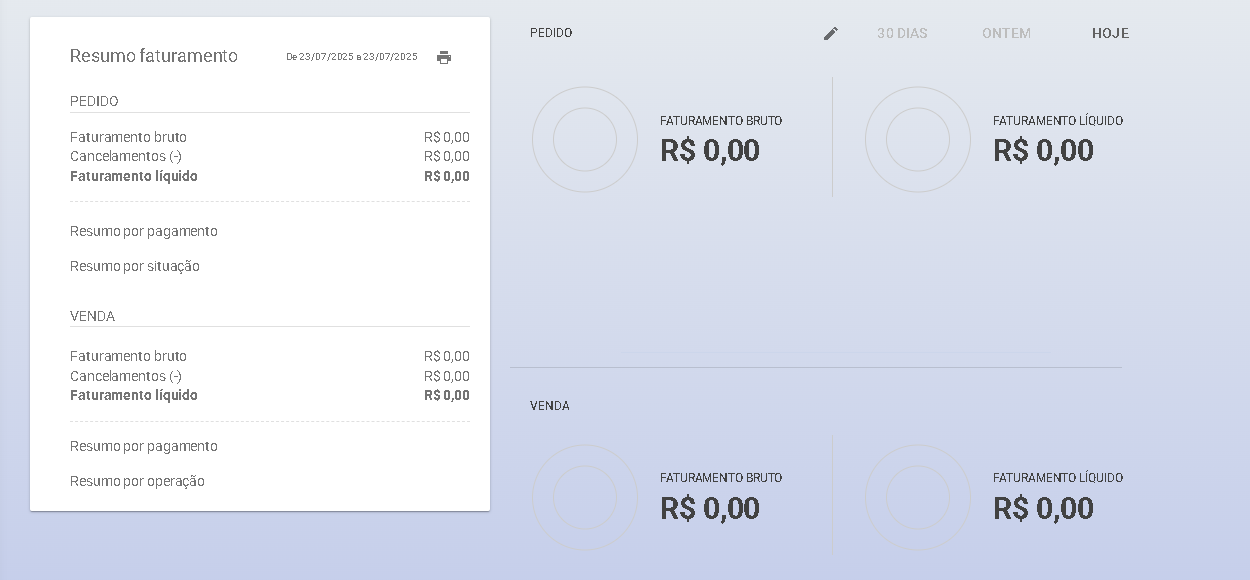 Resumo faturamento De 23/07/2025 a 23/07/2025
PEDIDO
Faturamento bruto R$ 0,00
Cancelamentos (-) R$ 0,00
Faturamento líquido R$ 0,00
Resumo por pagamento
Resumo por situação
VENDA
Faturamento bruto R$ 0,00
Cancelamentos (-) R$ 0,00
Faturamento líquido R$ 0,00
Resumo por pagamento
Resumo por operação
PEDIDO 30 DIAS ONTEM HOJE
FATURAMENTO BRUTO
R$ 0,00
FATURAMENTO LÍQUIDO
R$ 0,00
VENDA
FATURAMENTO BRUTO
R$ 0,00
FATURAMENTO LÍQUIDO
R$ 0,00